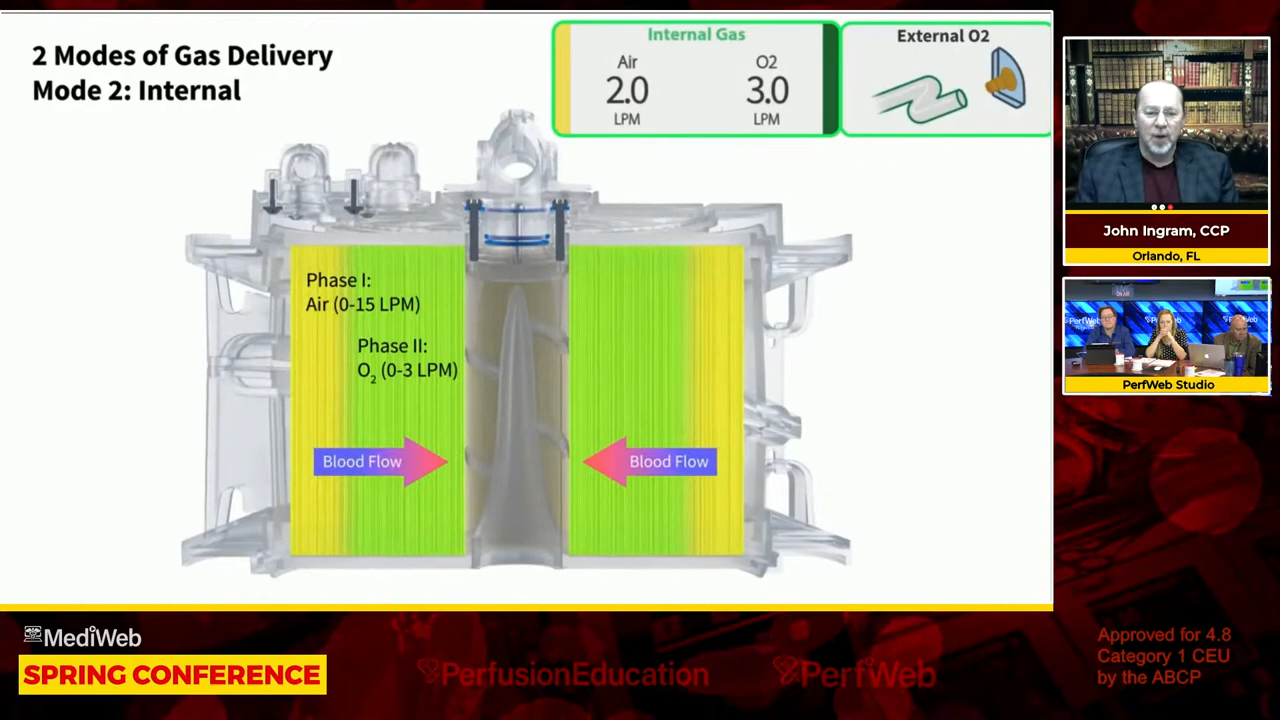 2 Modes of Gas Delivery
Mode 2: Internal
Internal Gas
Air
2.0
LPM
O2
3.0
LPM
External O2
Phase I:
Air (0-15 LPM)
Phase II:
O2 (0-3 LPM)
Blood Flow
Blood Flow
John Ingram, CCP
Orlando, FL
PerfWeb
PerfWeb Studio
MediWeb
SPRING CONFERENCE
PerfusionEducation
PerfWeb
Approved for 4.8
Category 1 CEU
by the ABCP